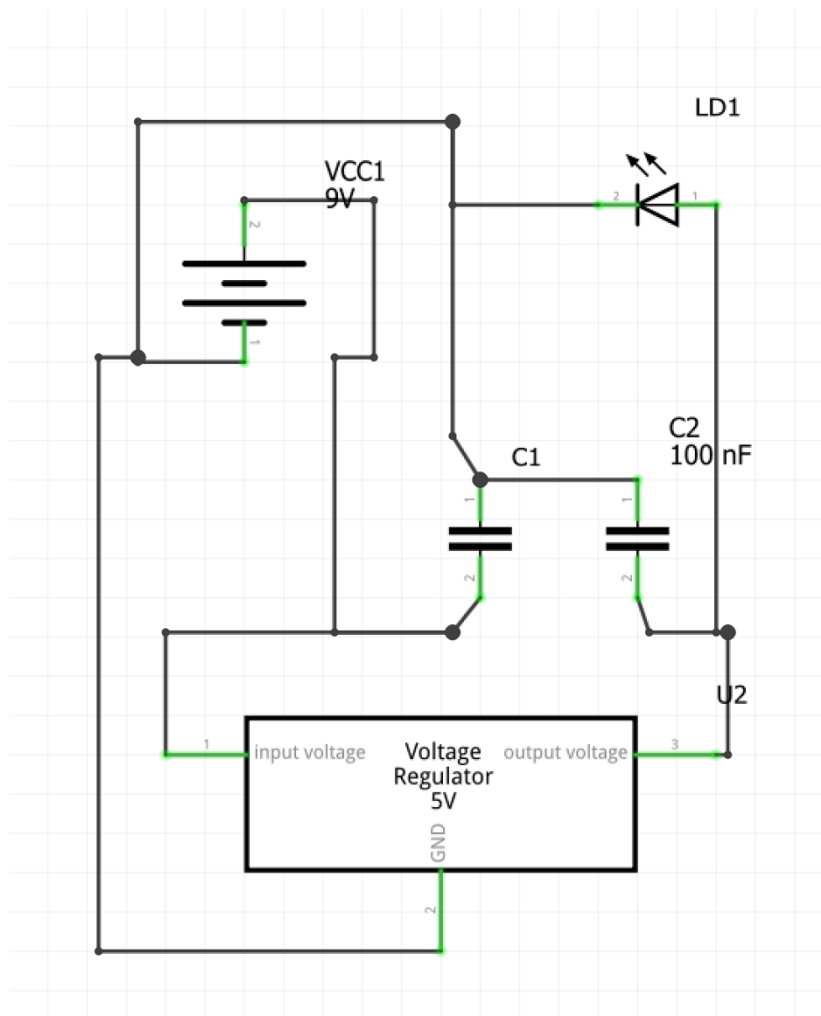 LD1
VCC1
9V
2 1
2
1
C2
C1
100 nF
1 1
2 2
U2
1 3
input voltage Voltage output voltage
Regulator
5V
GND
2